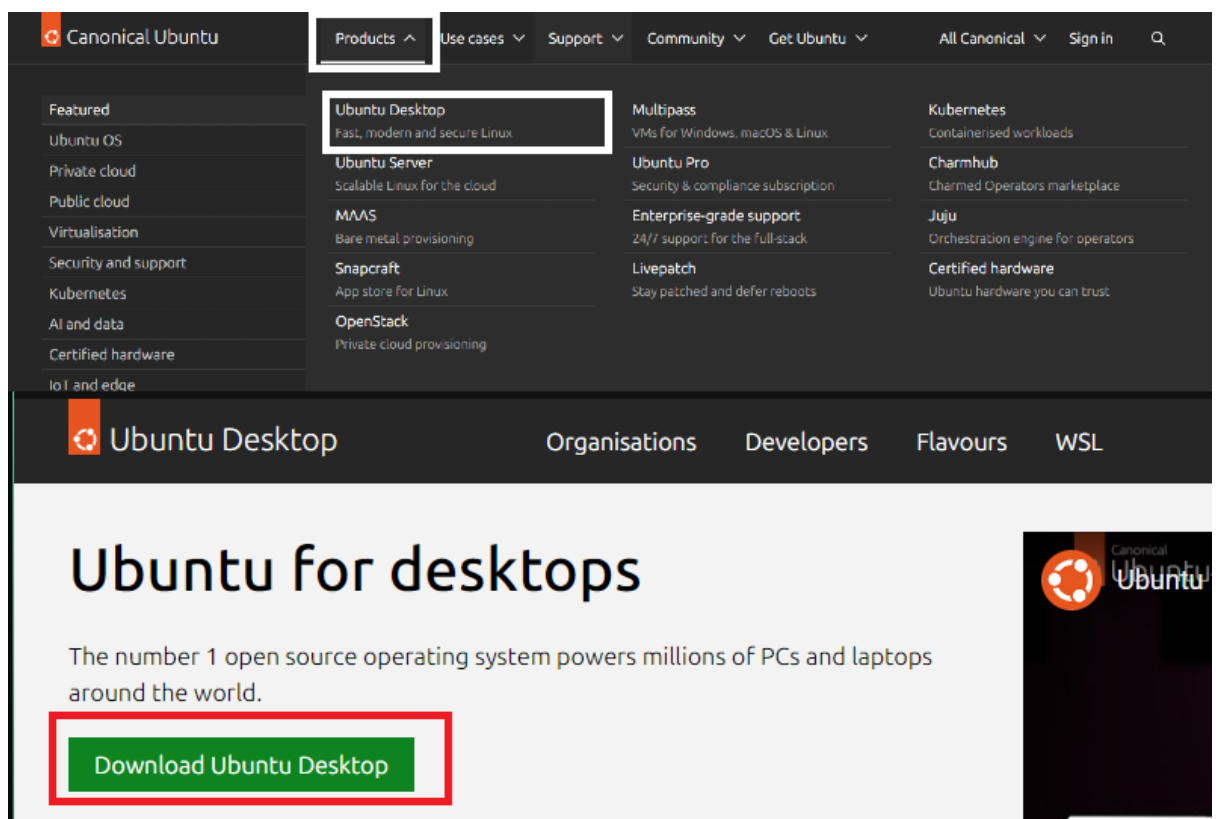 Canonical Ubuntu
Products
Use cases
Support
Community
Get Ubuntu
All Canonical
Sign in
Featured
Ubuntu OS
Private cloud
Public cloud
Virtualisation
Security and support
Kubernetes
AI and data
Certified hardware
IoT and edge
Ubuntu Desktop
Fast, modern and secure Linux
Ubuntu Server
Scalable Linux for the cloud
MAAS
Bare metal provisioning
Snapcraft
App store for Linux
OpenStack
Private cloud provisioning
Multipass
VMs for Windows, macOS & Linux
Ubuntu Pro
Security & compliance subscription
Enterprise-grade support
24/7 support for the full-stack
Livepatch
Stay patched and defer reboots
Kubernetes
Containerised workloads
Charmhub
Charmed Operators marketplace
Juju
Orchestration engine for operators
Certified hardware
Ubuntu hardware you can trust
Ubuntu Desktop
Organisations
Developers
Flavours
WSL
Ubuntu for desktops
The number 1 open source operating system powers millions of PCs and laptops
around the world.
Download Ubuntu Desktop
Canonical
Ubuntu